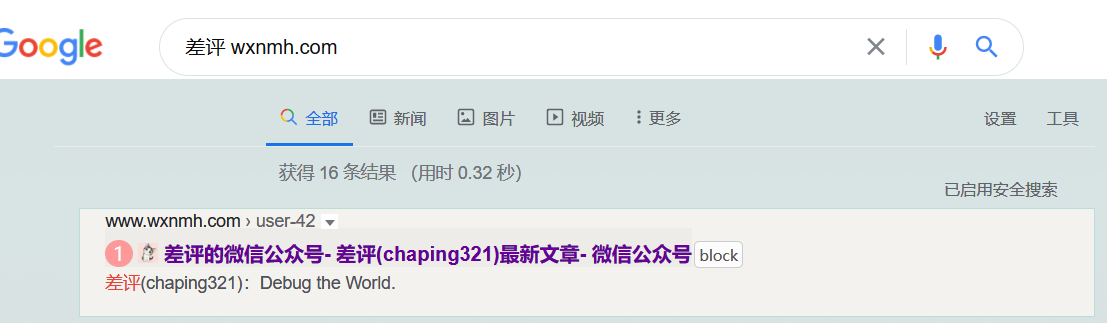 Google
差评 wxnmh.com
全部 新闻 图片 视频 更多 设置 工具
获得 16 条结果 （用时 0.32 秒）
已启用安全搜索
www.wxnmh.com › user-42
1 差评的微信公众号- 差评(chaping321)最新文章- 微信公众号 block
差评(chaping321)：Debug the World.